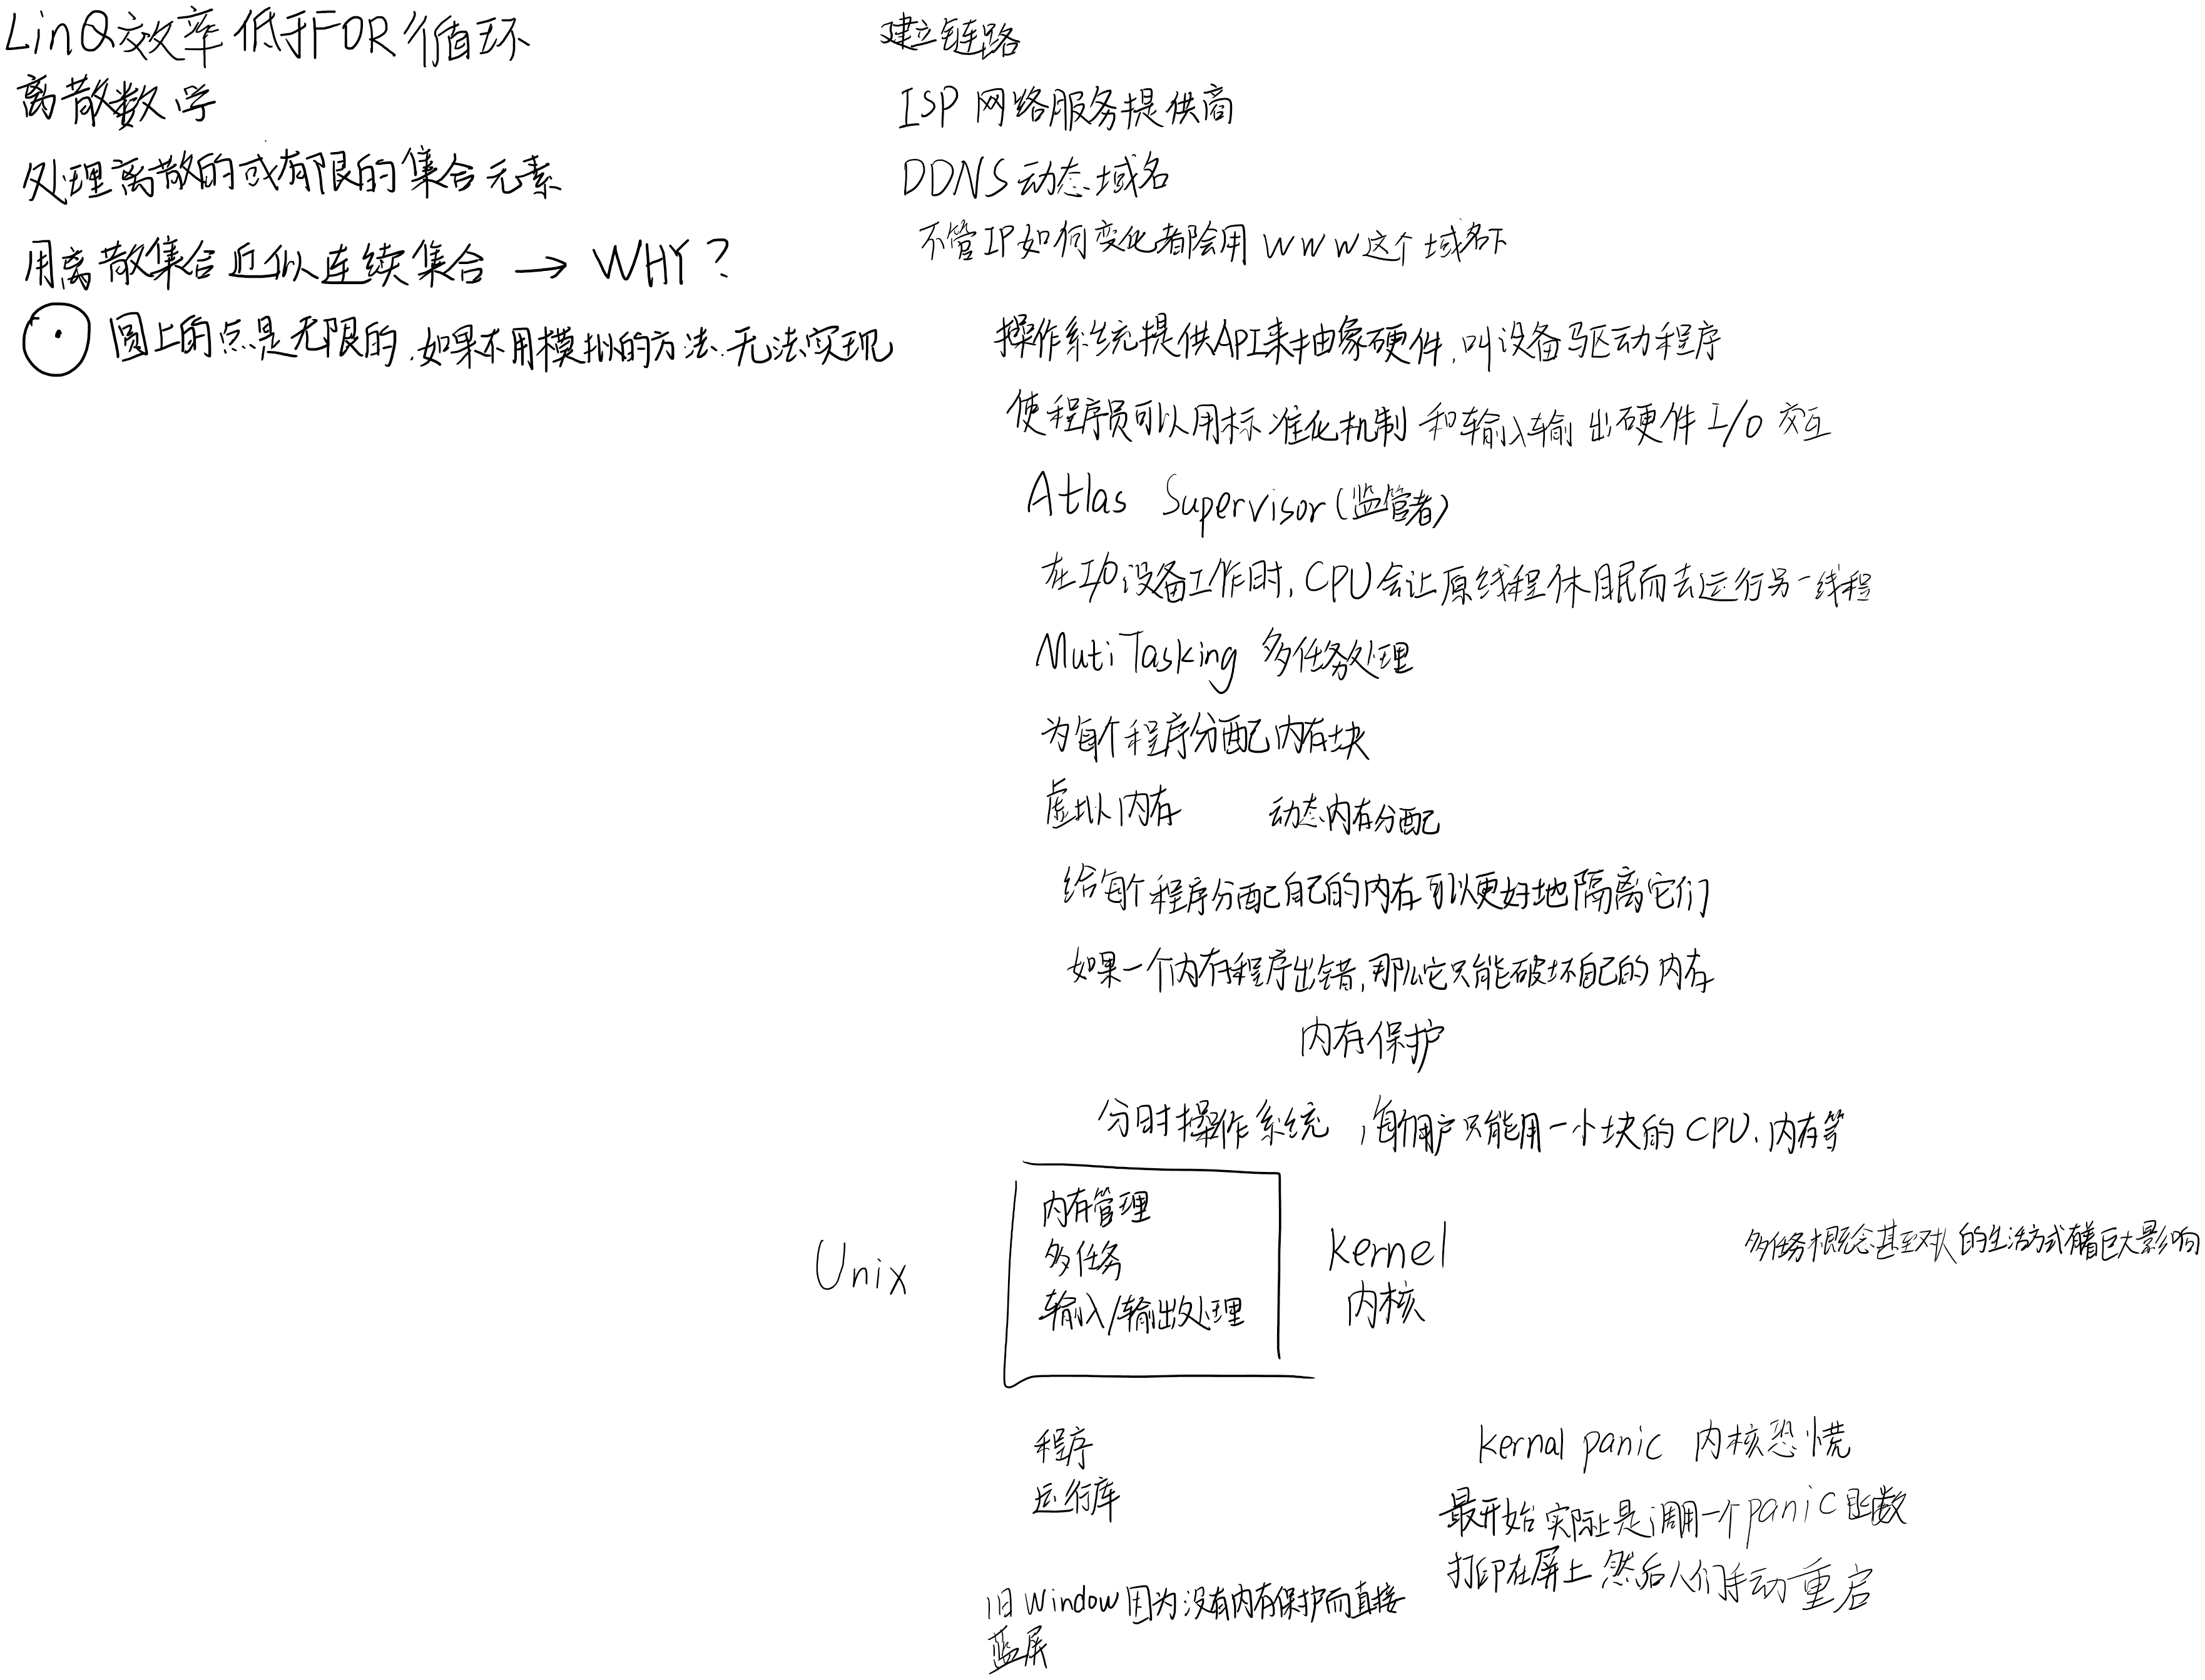 LinQ效率低于FOR循环
离散数学
处理离散的或有限的集合元素
用离散集合近似连续集合 → WHY?
圆上的点是无限的.如果不用模拟的方法.无法实现
建立链路
ISP 网络服务提供商
DDNS 动态域名
不管IP如何变化都会用 WWW这个域名下
操作系统提供API来抽象硬件,叫设备驱动程序
使程序员可以用标准化机制和输入输出硬件 I/O 交互
Atlas Supervisor(监管者)
在I/O设备工作时,CPU会让原线程休眠而去运行另一线程
MutiTasking 多任务处理
为每个程序分配内存块
虚拟内存 动态内存分配
给每个程序分配自己的内存可以更好地隔离它们
如果一个内存程序出错,那么它只能破坏自己的内存
内存保护
分时操作系统,每个用户只能用一小块的CPU、内存等
Unix
内存管理
多任务
输入/输出处理
Kernel
内核
多任务概念甚至对人的生活方式有着巨大影响
程序
运行库
kernal panic 内核恐慌
最开始实际上是调用一个panic函数
打印在屏上 然后人们手动重启
旧Window因为没有内存保护而直接
蓝屏